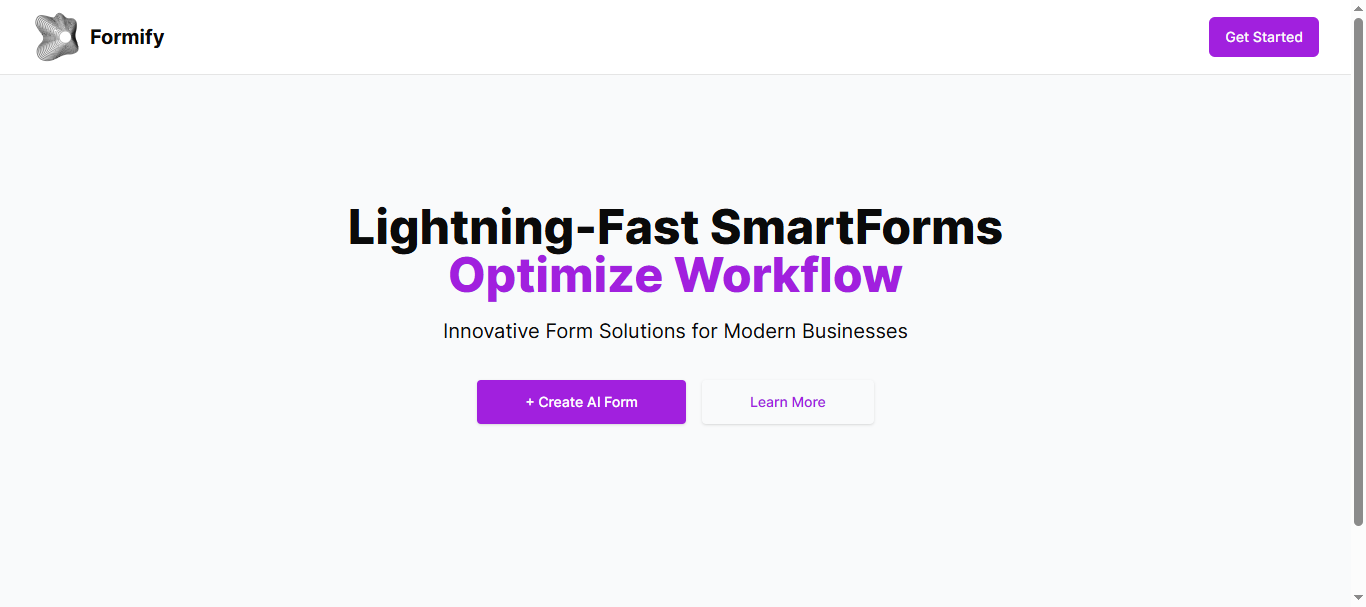 Formify
Get Started
Lightning-Fast SmartForms
Optimize Workflow
Innovative Form Solutions for Modern Businesses
+ Create AI Form
Learn More